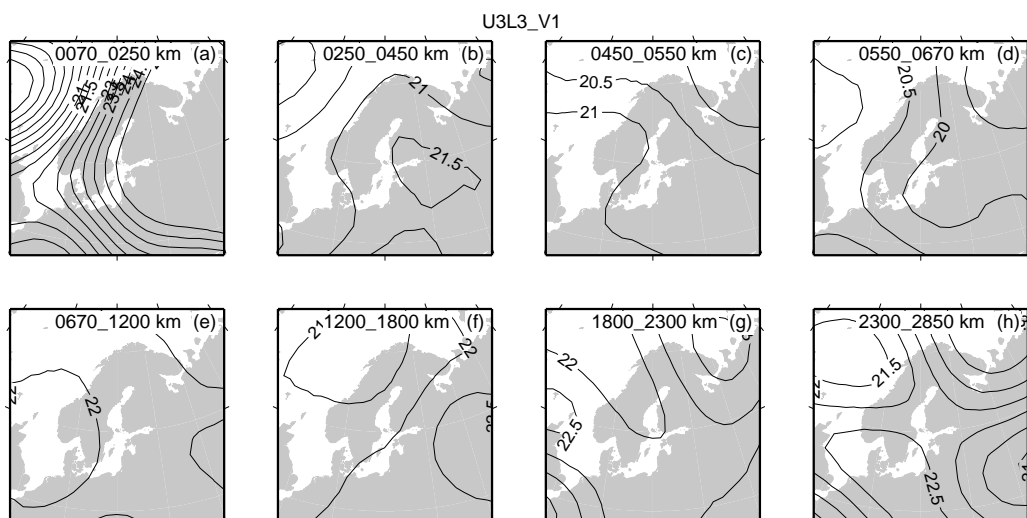 U3L3_V1
0070_0250 km (a)
0250_0450 km (b)
0450_0550 km (c)
0550_0670 km (d)
21.5
21
21.5
20.5
21
20.5
20
0670_1200 km (e)
1200_1800 km (f)
1800_2300 km (g)
2300_2850 km (h)
22
22
21
22
22
22.5
21.5
22
22.5